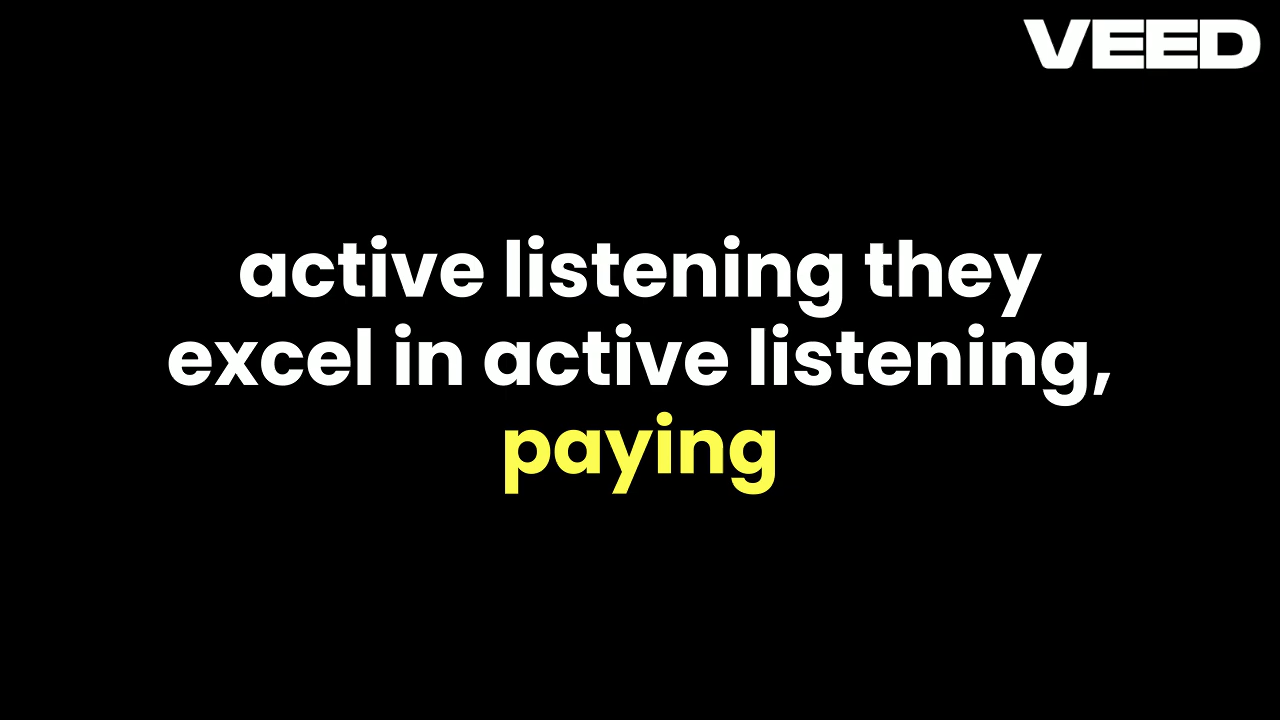 VEED
active listening they
excel in active listening,
paying